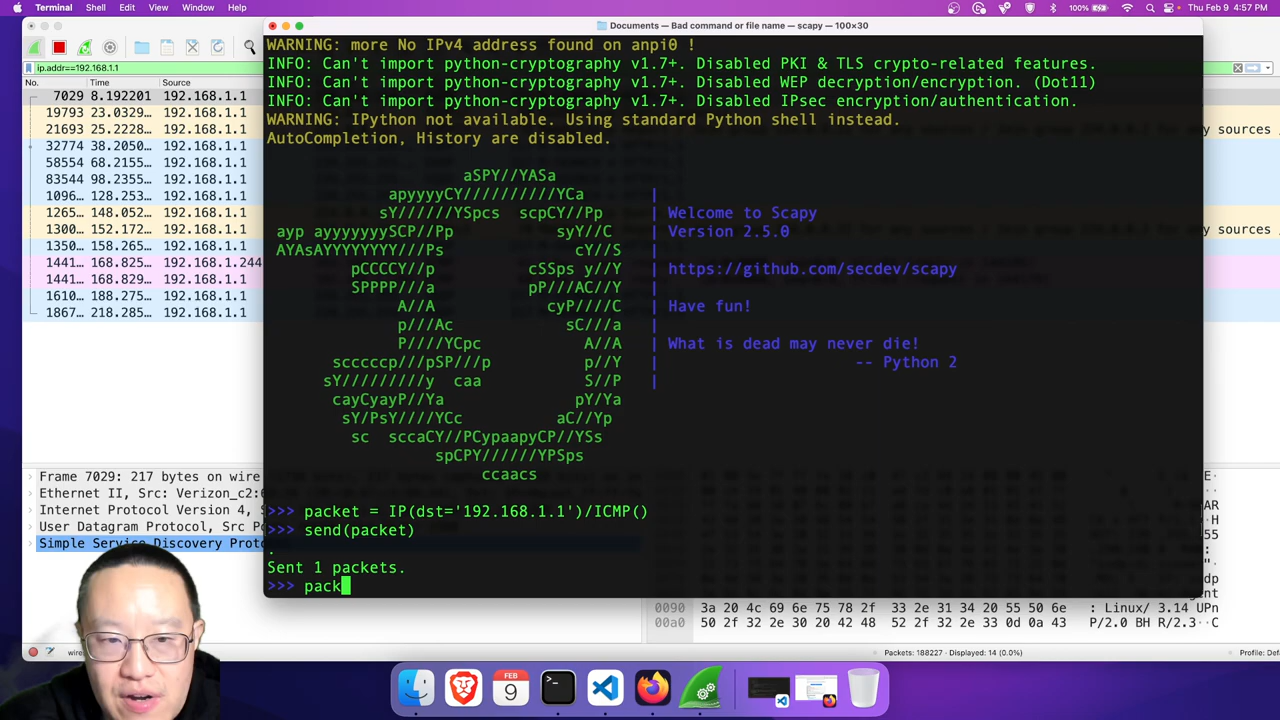 Terminal Shell Edit View Window Help
100% Thu Feb 9 4:57 PM
Documents — Bad command or file name — scapy — 100×30
ip.addr==192.168.1.1
No. Time Source
7029 8.192201 192.168.1.1
19793 23.0329… 192.168.1.1
21693 25.2228… 192.168.1.1
32774 38.2050… 192.168.1.1
58554 68.2155… 192.168.1.1
83544 98.2355… 192.168.1.1
1096… 128.253… 192.168.1.1
1265… 148.052… 192.168.1.1
1300… 152.172… 192.168.1.1
1350… 158.265… 192.168.1.1
1441… 168.825… 192.168.1.244
1441… 168.829… 192.168.1.1
1610… 188.275… 192.168.1.1
1867… 218.285… 192.168.1.1
WARNING: more No IPv4 address found on anpi0 !
INFO: Can't import python-cryptography v1.7+. Disabled PKI & TLS crypto-related features.
INFO: Can't import python-cryptography v1.7+. Disabled WEP decryption/encryption. (Dot11)
INFO: Can't import python-cryptography v1.7+. Disabled IPsec encryption/authentication.
WARNING: IPython not available. Using standard Python shell instead.
AutoCompletion, History are disabled.
aSPY//YASa
apyyyyCY//////////YCa |
sY//////YSpcs scpCY//Pp | Welcome to Scapy
ayp ayyyyyyySCP//Pp syY//C | Version 2.5.0
AYAsAYYYYYYYY///Ps cY//S |
pCCCCY//p cSSps y//Y | https://github.com/secdev/scapy
SPPPP///a pP///AC//Y |
A//A cyP////C | Have fun!
p///Ac sC///a |
P////YCpc A//A | What is dead may never die!
scccccp///pSP///p p//Y | -- Python 2
sY/////////y caa S//P |
cayCyayP//Ya pY/Ya
sY/PsY////YCc aC//Yp
sc sccaCY//PCypaapyCP//YSs
spCPY//////YPSps
ccaacs
>>> packet = IP(dst='192.168.1.1')/ICMP()
>>> send(packet)
.
Sent 1 packets.
>>> pack
Frame 7029: 217 bytes on wire
Ethernet II, Src: Verizon_c2:6
Internet Protocol Version 4, S
User Datagram Protocol, Src Po
Simple Service Discovery Proto
0090 3a 20 4c 69 6e 75 78 2f 33 2e 31 34 20 55 50 6e : Linux/ 3.14 UPn
00a0 50 2f 32 2e 30 20 42 48 52 2f 32 2e 33 0d 0a 43 P/2.0 BH R/2.3··C
Packets: 188227 · Displayed: 14 (0.0%)
Profile: Def